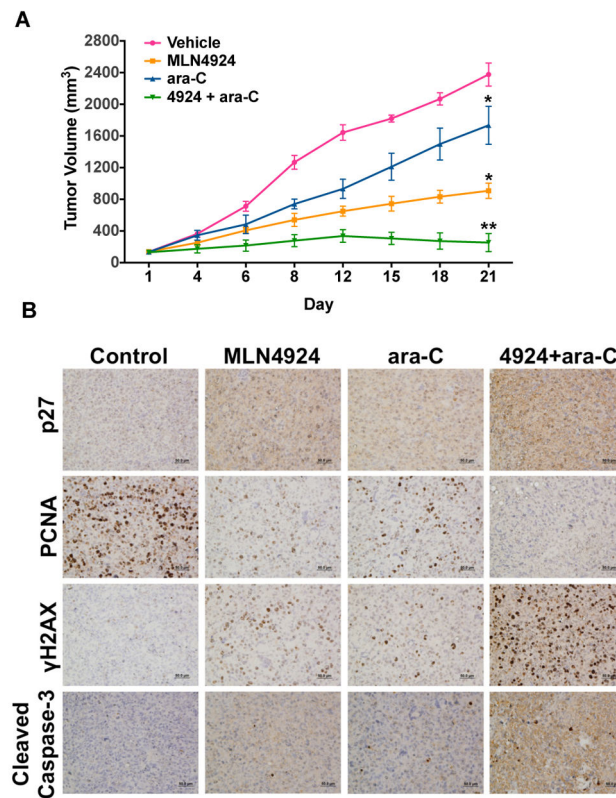 A
Vehicle
MLN4924
ara-C
4924 + ara-C
Tumor Volume (mm³)
2800
2400
2000
1600
1200
800
400
0
*
*
**
1 4 6 8 12 15 18 21
Day
B
Control MLN4924 ara-C 4924+ara-C
p27
PCNA
γH2AX
Cleaved
Caspase-3